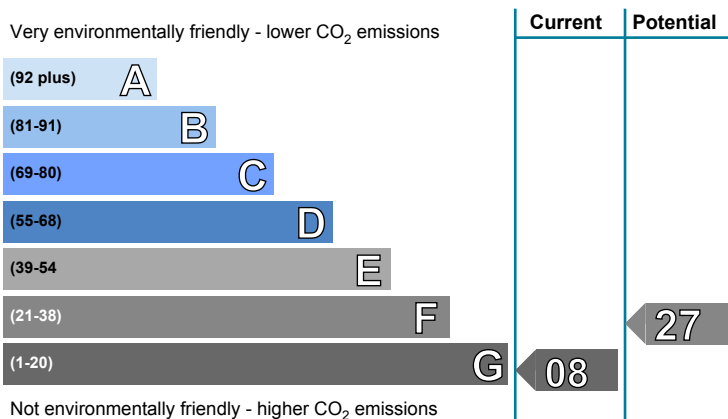 Current Potential
Very environmentally friendly - lower CO2 emissions
(92 plus) A
(81-91) B
(69-80) C
(55-68) D
(39-54 E
(21-38) F
27
(1-20) G
08
Not environmentally friendly - higher CO2 emissions